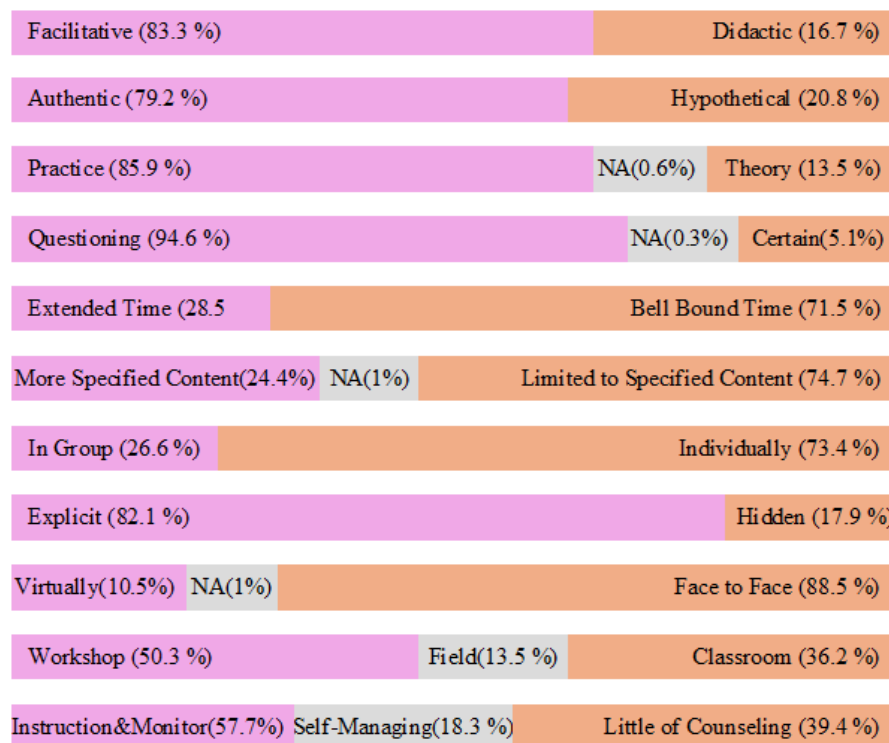 Facilitative (83.3 %) Didactic (16.7 %)
Authentic (79.2 %) Hypothetical (20.8 %)
Practice (85.9 %) NA(0.6%) Theory (13.5 %)
Questioning (94.6 %) NA(0.3%) Certain(5.1%)
Extended Time (28.5 Bell Bound Time (71.5 %)
More Specified Content(24.4%) NA(1%) Limited to Specified Content (74.7 %)
In Group (26.6 %) Individually (73.4 %)
Explicit (82.1 %) Hidden (17.9 %)
Virtually(10.5%) NA(1%) Face to Face (88.5 %)
Workshop (50.3 %) Field(13.5 %) Classroom (36.2 %)
Instruction&Monitor(57.7%) Self-Managing(18.3 %) Little of Counseling (39.4 %)